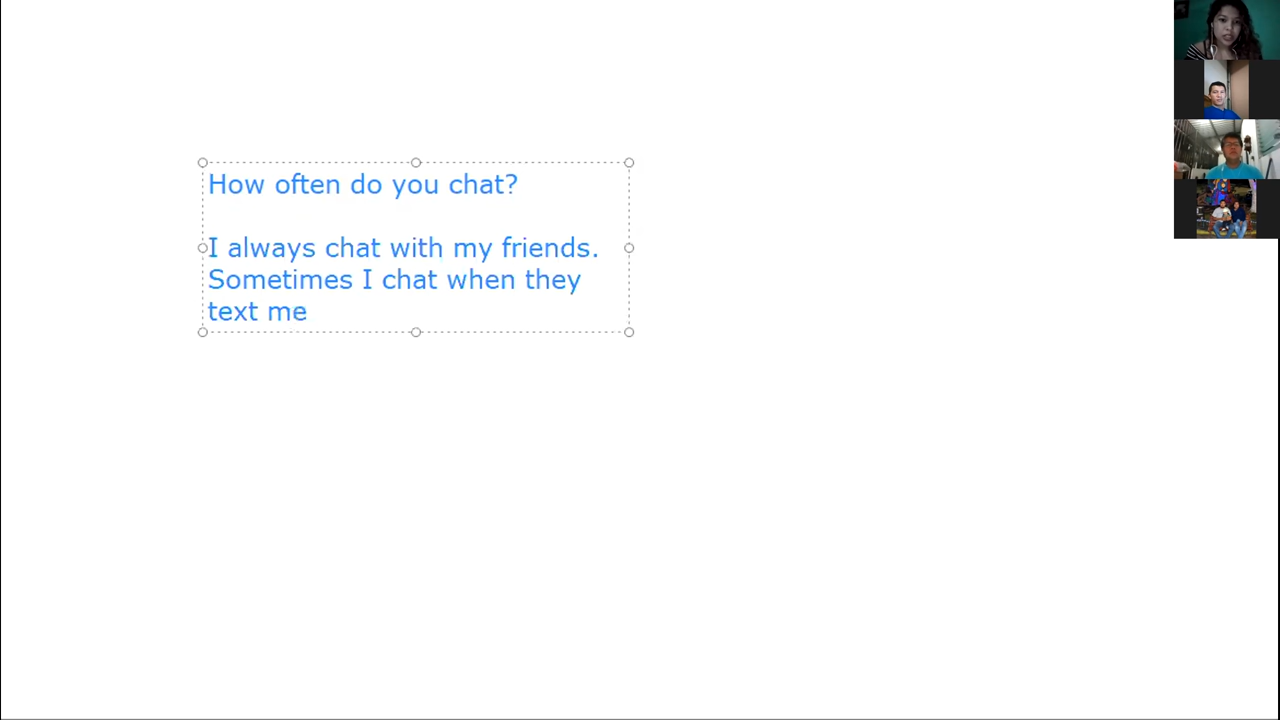 How often do you chat?
I always chat with my friends.
Sometimes I chat when they
text me